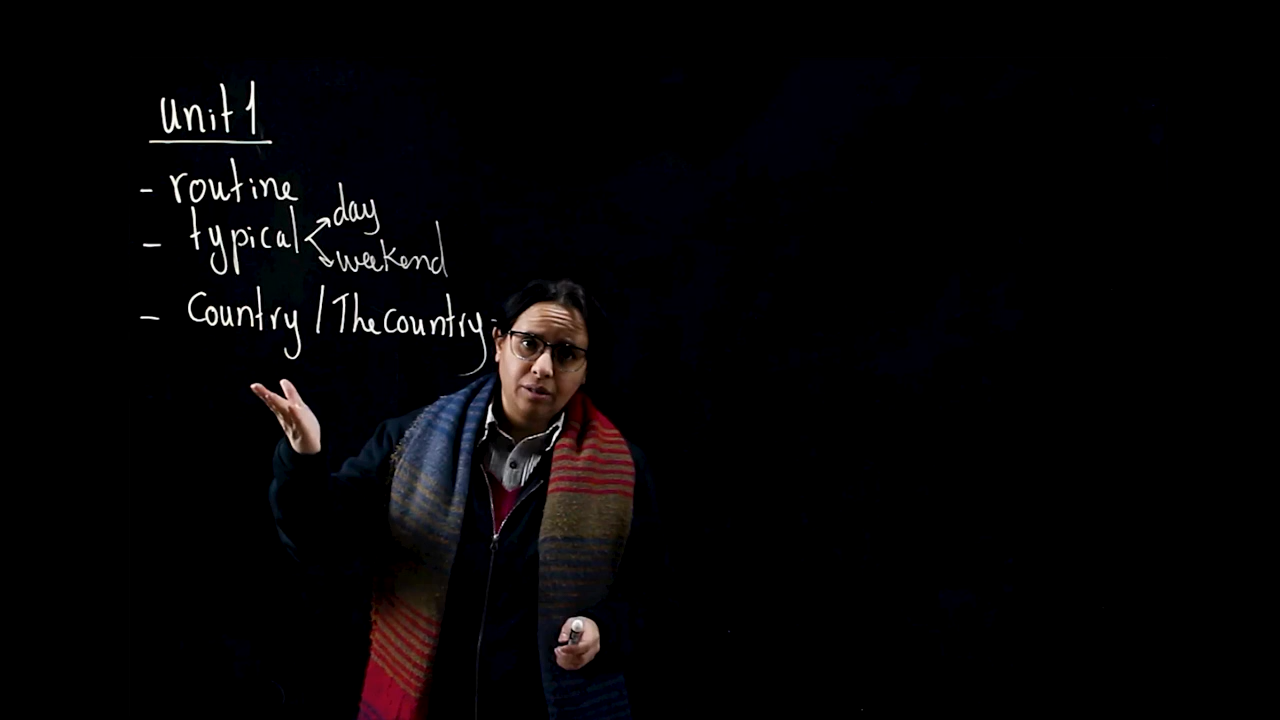 Unit 1
- routine
- typical day
weekend
- Country / The country -